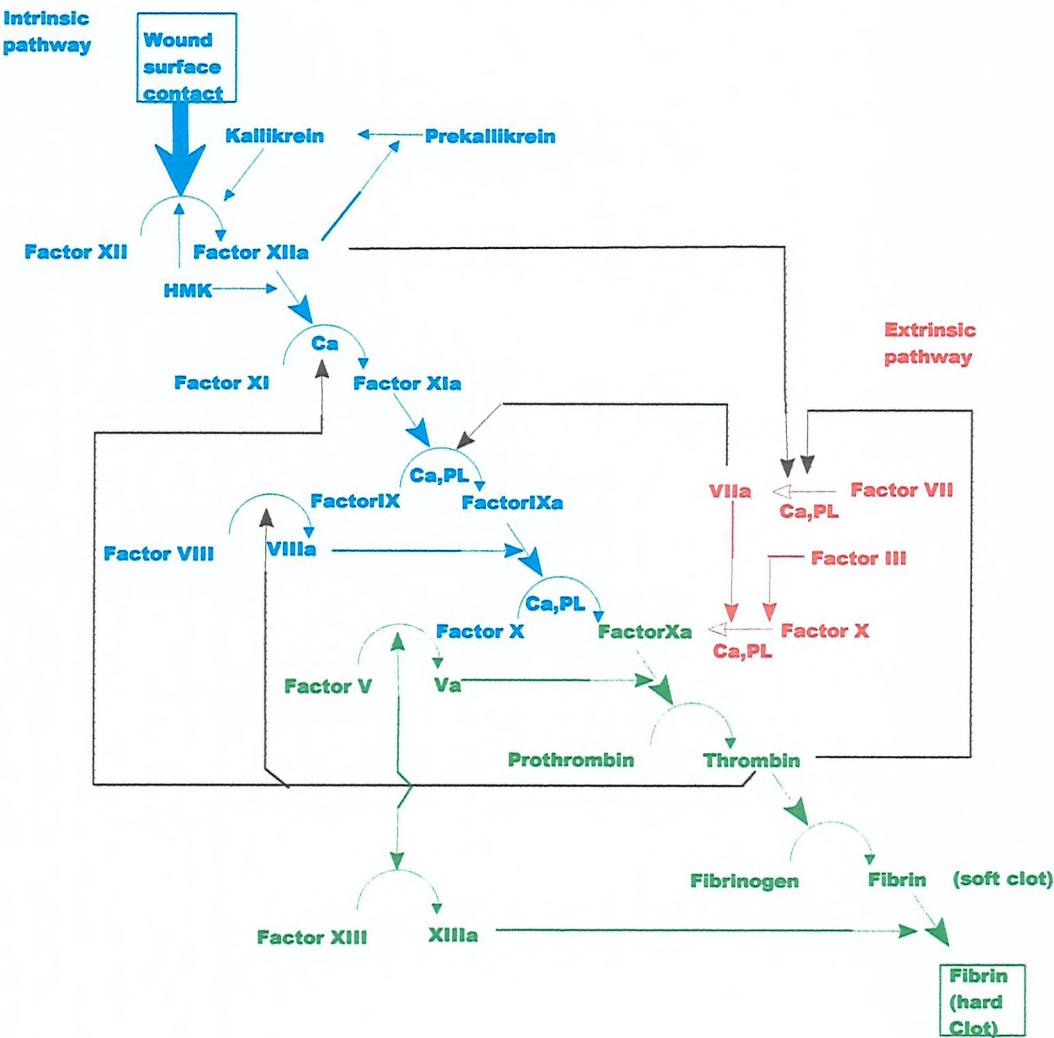 Intrinsic
pathway
Wound
surface
contact
Kallikrein
Prekallikrein
Factor XII
Factor XIIa
HMK
Extrinsic
pathway
Ca
Factor XI
Factor XIa
Ca,PL
FactorIX
FactorIXa
VIIa
Factor VII
Ca,PL
Factor VIII
VIIIa
Factor III
Ca,PL
Factor X
FactorXa
Factor X
Ca,PL
Factor V
Va
Prothrombin
Thrombin
Fibrinogen
Fibrin
(soft clot)
Factor XIII
XIIIa
Fibrin
(hard
Clot)